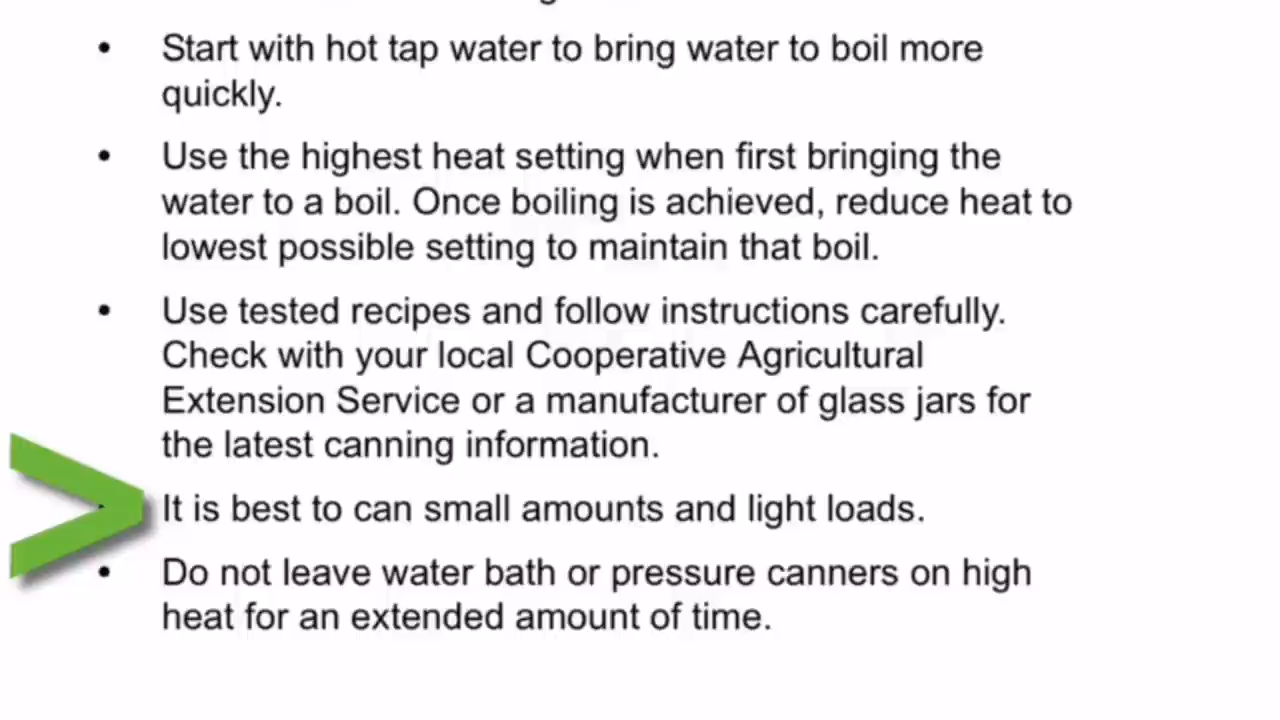 • Start with hot tap water to bring water to boil more
quickly.
• Use the highest heat setting when first bringing the
water to a boil. Once boiling is achieved, reduce heat to
lowest possible setting to maintain that boil.
• Use tested recipes and follow instructions carefully.
Check with your local Cooperative Agricultural
Extension Service or a manufacturer of glass jars for
the latest canning information.
It is best to can small amounts and light loads.
• Do not leave water bath or pressure canners on high
heat for an extended amount of time.